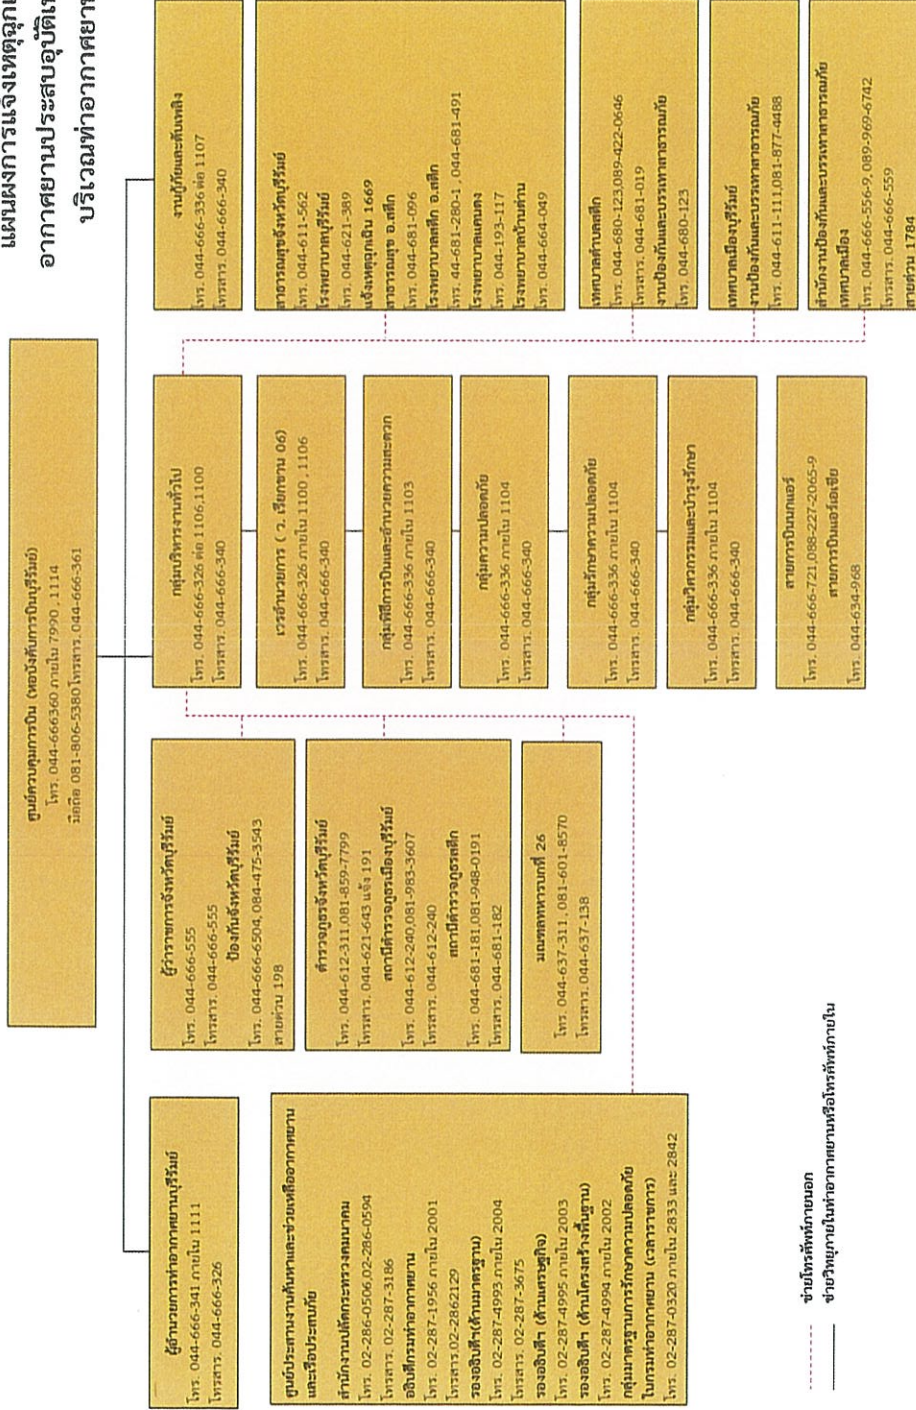 แผนผงการแจ้งเหตุฉุกเ
อากาศยานประสบอุบัติเห
บริเวณท่าอากาศยาน
ศูนย์ควบคุมการบิน (หอบังคับการบินบุรีรัมย์)
โทร. 044-666360 ภายใน 7990 , 1114
มือถือ 081-806-5380 โทรสาร. 044-666-361
ผู้อำนวยการท่าอากาศยานบุรีรัมย์
โทร. 044-666-341 ภายใน 1111
โทรสาร. 044-666-326
ศูนย์ประสานงานค้นหาและช่วยเหลืออากาศยาน
และเรือประสบภัย
สำนักงานปลัดกระทรวงคมนาคม
โทร. 02-286-0506,02-286-0594
โทรสาร. 02-287-3186
อธิบดีกรมท่าอากาศยาน
โทร. 02-287-1956 ภายใน 2001
โทรสาร.02-2862129
รองอธิบดีฯ(ด้านมาตรฐาน)
โทร. 02-287-4993 ภายใน 2004
โทรสาร. 02-287-3675
รองอธิบดีฯ (ด้านเศรษฐกิจ)
โทร. 02-287-4995 ภายใน 2003
รองอธิบดีฯ (ด้านโครงสร้างพื้นฐาน)
โทร. 02-287-4994 ภายใน 2002
กลุ่มมาตรฐานการรักษาความปลอดภัย
ในกรมท่าอากาศยาน (เวลาราชการ)
โทร. 02-287-0320 ภายใน 2833 และ 2842
ผู้ว่าราชการจังหวัดบุรีรัมย์
โทร. 044-666-555
โทรสาร. 044-666-555
ป้องกันจังหวัดบุรีรัมย์
โทร. 044-666-6504, 084-475-3543
สายด่วน 198
ตำรวจภูธรจังหวัดบุรีรัมย์
โทร. 044-612-311,081-859-7799
โทรสาร. 044-621-643 แจ้ง 191
สถานีตำรวจภูธรเมืองบุรีรัมย์
โทร. 044-612-240,081-983-3607
โทรสาร. 044-612-240
สถานีตำรวจภูธรสตึก
โทร. 044-681-181,081-948-0191
โทรสาร. 044-681-182
มณฑลทหารบกที่ 26
โทร. 044-637-311, 081-601-8570
โทรสาร.044-637-138
กลุ่มบริหารงานทั่วไป
โทร. 044-666-326 ต่อ 1106,1100
โทรสาร. 044-666-340
เวรอำนวยการ ( ว. เรียกขาน 06)
โทร. 044-666-326 ภายใน 1100 , 1106
โทรสาร. 044-666-340
กลุ่มพิธีการบินและอำนวยความสะดวก
โทร. 044-666-336 ภายใน 1103
โทรสาร. 044-666-340
กลุ่มความปลอดภัย
โทร. 044-666-336 ภายใน 1104
โทรสาร. 044-666-340
กลุ่มรักษาความปลอดภัย
โทร. 044-666-336 ภายใน 1104
โทรสาร. 044-666-340
กลุ่มวิศวกรรมและบำรุงรักษา
โทร. 044-666-336 ภายใน 1104
โทรสาร. 044-666-340
สายการบินนกแอร์
โทร. 044-666-721,088-227-2065-9
สายการบินแอร์เอเชีย
โทร. 044-634-968
งานกู้ภัยและดับเพลิง
โทร. 044-666-336 ต่อ 1107
โทรสาร. 044-666-340
สาธารณสุขจังหวัดบุรีรัมย์
โทร. 044-611-562
โรงพยาบาลบุรีรัมย์
โทร. 044-621-389
แจ้งเหตุฉุกเฉิน 1669
สาธารณสุข อ.สตึก
โทร. 044-681-096
โรงพยาบาลสตึก อ.สตึก
โทร. 44-681-280-1 , 044-681-491
โรงพยาบาลแคนดง
โทร. 044-193-117
โรงพยาบาลบ้านด่าน
โทร. 044-664-049
เทศบาลตำบลสตึก
โทร. 044-680-123,089-422-0646
โทรสาร. 044-681-019
งานป้องกันและบรรเทาสาธารณภัย
โทร. 044-680-123
เทศบาลเมืองบุรีรัมย์
งานป้องกันและบรรเทาสาธารณภัย
โทร. 044-611-111,081-877-4488
สำนักงานป้องกันและบรรเทาสาธารณภัย
เทศบาลเมือง
โทร. 044-666-556-9, 089-969-6742
โทรสาร. 044-666-559
สายด่วน 1784
ข่ายโทรศัพท์ภายนอก
ข่ายวิทยุภายในท่าอากาศยานหรือโทรศัพท์ภายใน